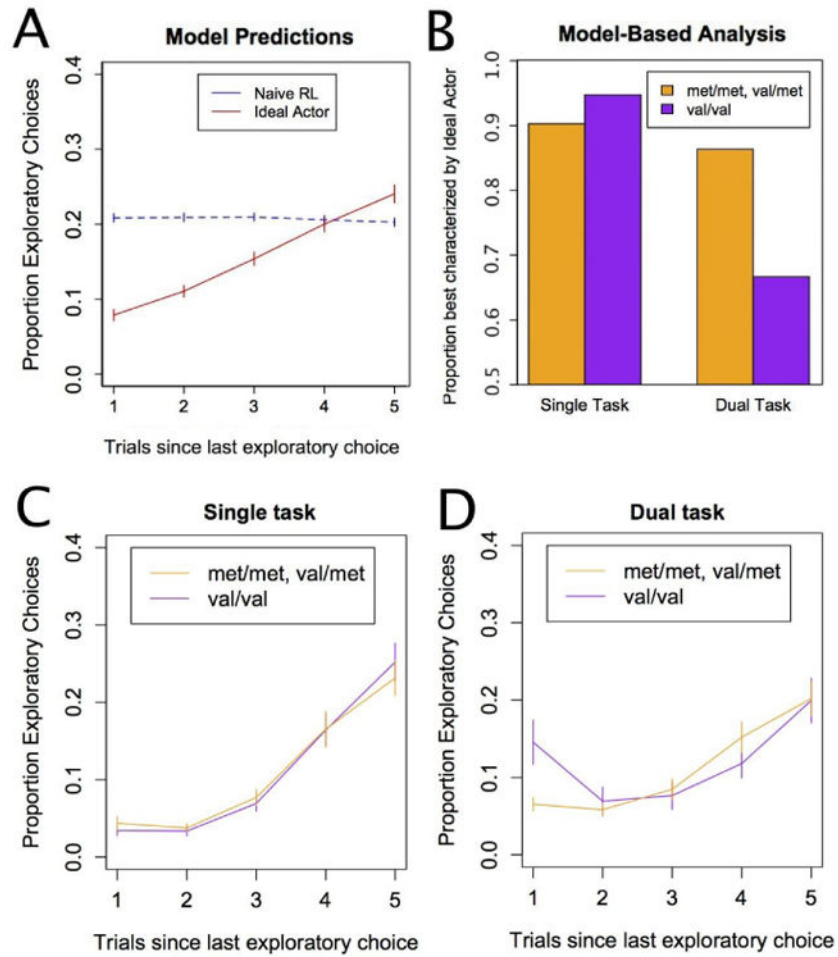 A
Model Predictions
Naive RL
Ideal Actor
Proportion Exploratory Choices
0.0
0.1
0.2
0.3
0.4
1 2 3 4 5
Trials since last exploratory choice
B
Model-Based Analysis
met/met, val/met
val/val
Proportion best characterized by Ideal Actor
0.5
0.6
0.7
0.8
0.9
1.0
Single Task Dual Task
C
Single task
met/met, val/met
val/val
Proportion Exploratory Choices
0.0
0.1
0.2
0.3
0.4
1 2 3 4 5
Trials since last exploratory choice
D
Dual task
met/met, val/met
val/val
Proportion Exploratory Choices
0.0
0.1
0.2
0.3
0.4
1 2 3 4 5
Trials since last exploratory choice